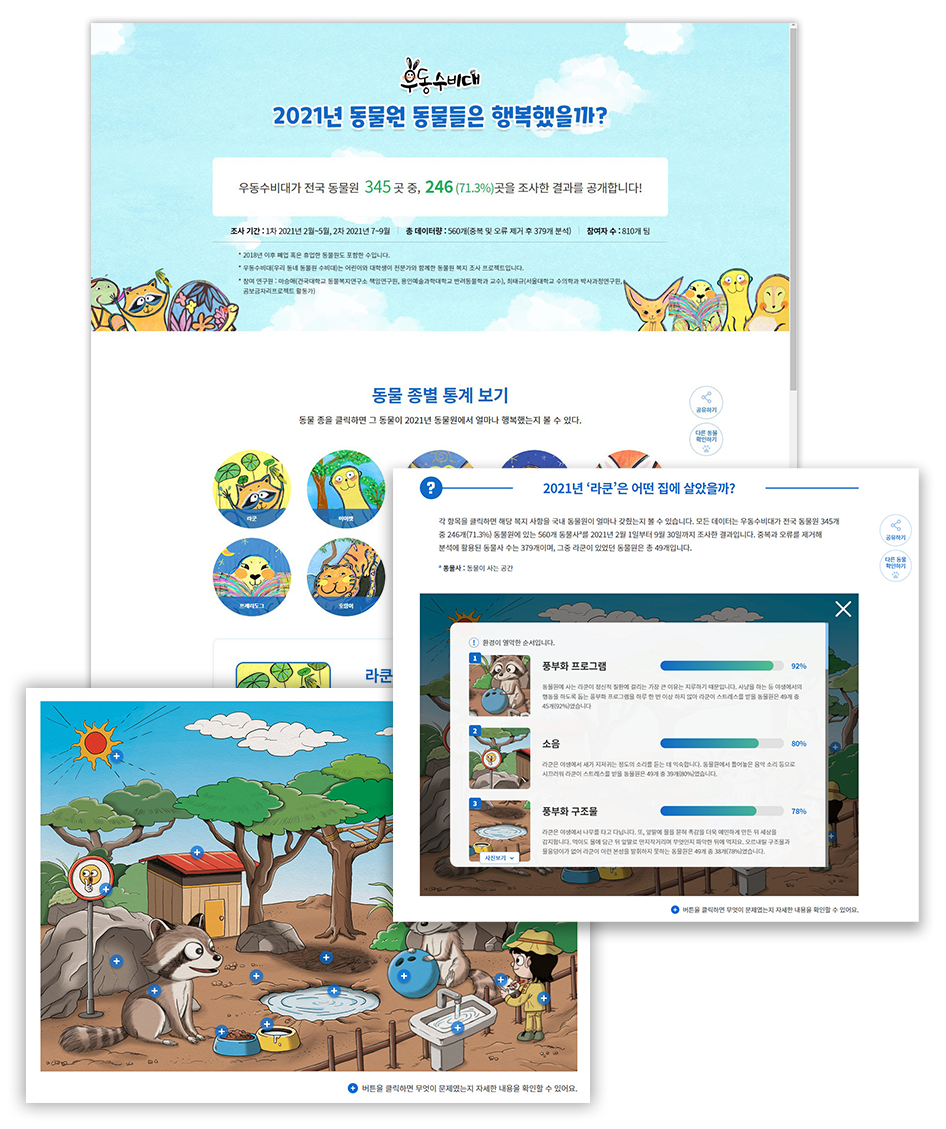 우동수비대
2021년 동물원 동물들은 행복했을까?
우동수비대가 전국 동물원 345 곳 중, 246 (71.3%)곳을 조사한 결과를 공개합니다!
조사 기간 : 1차 2021년 2월~5월, 2차 2021년 7~9월 | 총 데이터량 : 560개(중복 및 오류 제거 후 379개 분석) | 참여자 수 : 810개 팀
* 2018년 이후 폐업 혹은 휴업한 동물원도 포함한 수입니다.
* 우동수비대(우리 동네 동물원 수비대)는 어린이와 대학생이 전문가와 함께한 동물원 복지 조사 프로젝트입니다.
* 참여 연구원 : 마승애(건국대학교 동물복지연구소 책임연구원, 용인예술과학대학교 반려동물학과 교수), 최태규(서울대학교 수의학과 박사과정연구원,
곰보금자리프로젝트 활동가)
동물 종별 통계 보기
동물 종을 클릭하면 그 동물이 2021년 동물원에서 얼마나 행복했는지 볼 수 있다.
공유하기
다른 동물
확인하기
라쿤
미어캣
프레리도그
호랑이
라쿤
?
2021년 ‘라쿤’은 어떤 집에 살았을까?
각 항목을 클릭하면 해당 복지 사항을 국내 동물원이 얼마나 갖췄는지 볼 수 있습니다. 모든 데이터는 우동수비대가 전국 동물원 345개
중 246개(71.3%) 동물원에 있는 560개 동물사*를 2021년 2월 1일부터 9월 30일까지 조사한 결과입니다. 중복과 오류를 제거해
분석에 활용된 동물사 수는 379개이며, 그중 라쿤이 있었던 동물원은 총 49개입니다.
* 동물사 : 동물이 사는 공간
공유하기
다른 동물
확인하기
! 환경이 열악한 순서입니다.
1
풍부화 프로그램
92%
동물원에 사는 라쿤이 정신적 질환에 걸리는 가장 큰 이유는 지루하기 때문입니다. 사냥을 하는 등 야생에서의
행동을 하도록 돕는 풍부화 프로그램을 하루 한 번 이상 하지 않아 라쿤이 스트레스를 받을 동물원은 49개 중
45개(92%)였습니다
2
소음
80%
라쿤은 야생에서 새가 지저귀는 정도의 소리를 듣는 데 익숙합니다. 동물원에서 틀어놓은 음악 소리 등으로
시끄러워 라쿤이 스트레스를 받을 동물원은 49개 중 39개(80%)였습니다.
3
풍부화 구조물
78%
라쿤은 야생에서 나무를 타고 다닙니다. 또, 앞발에 물을 묻혀 촉감을 더욱 예민하게 만든 뒤 세상을
감지합니다. 먹이도 물에 담근 뒤 앞발로 만지작거리며 무엇인지 파악한 뒤에 먹지요. 오르내릴 구조물과
물웅덩이가 없어 라쿤이 이런 본성을 발휘하지 못하는 동물원은 49개 중 38개(78%)였습니다.
사진보기
버튼을 클릭하면 무엇이 문제였는지 자세한 내용을 확인할 수 있어요.
버튼을 클릭하면 무엇이 문제였는지 자세한 내용을 확인할 수 있어요.